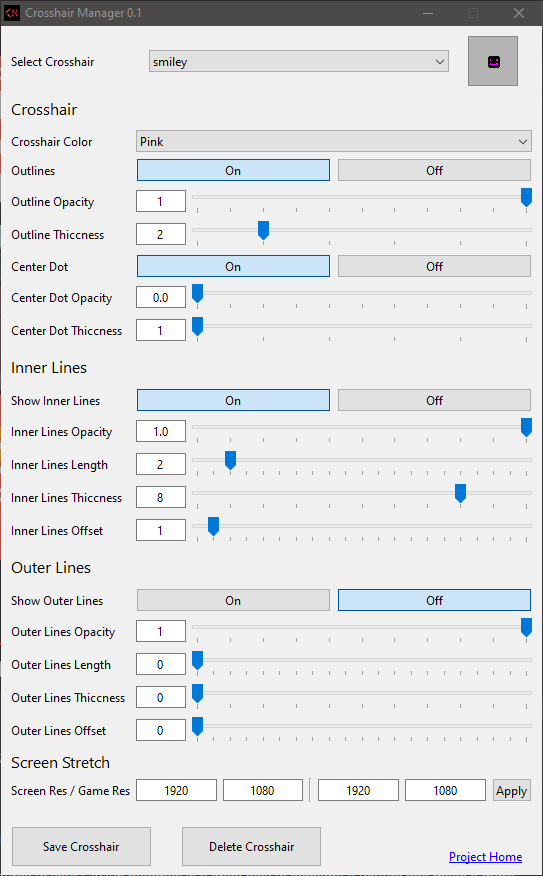 Crosshair Manager 0.1
Select Crosshair smiley
Crosshair
Crosshair Color Pink
Outlines On Off
Outline Opacity 1
Outline Thiccness 2
Center Dot On Off
Center Dot Opacity 0.0
Center Dot Thiccness 1
Inner Lines
Show Inner Lines On Off
Inner Lines Opacity 1.0
Inner Lines Length 2
Inner Lines Thiccness 8
Inner Lines Offset 1
Outer Lines
Show Outer Lines On Off
Outer Lines Opacity 1
Outer Lines Length 0
Outer Lines Thiccness 0
Outer Lines Offset 0
Screen Stretch
Screen Res / Game Res 1920 1080 1920 1080 Apply
Save Crosshair Delete Crosshair
Project Home